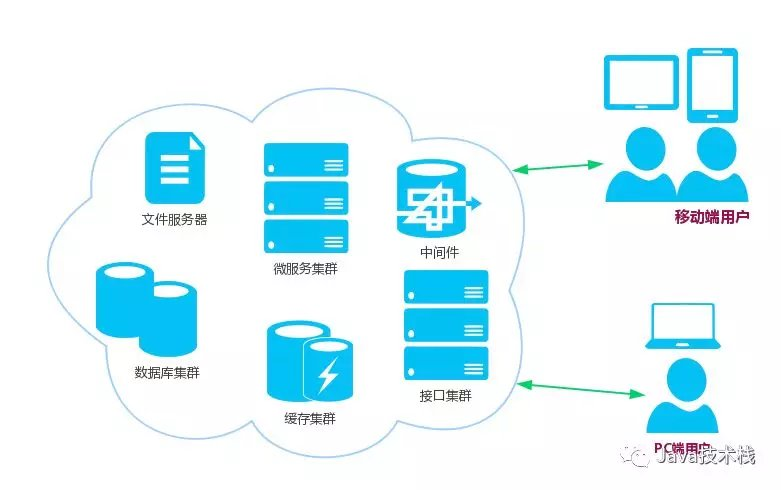 文件服务器
微服务集群
中间件
移动端用户
数据库集群
缓存集群
接口集群
PC端用户
Java技术栈